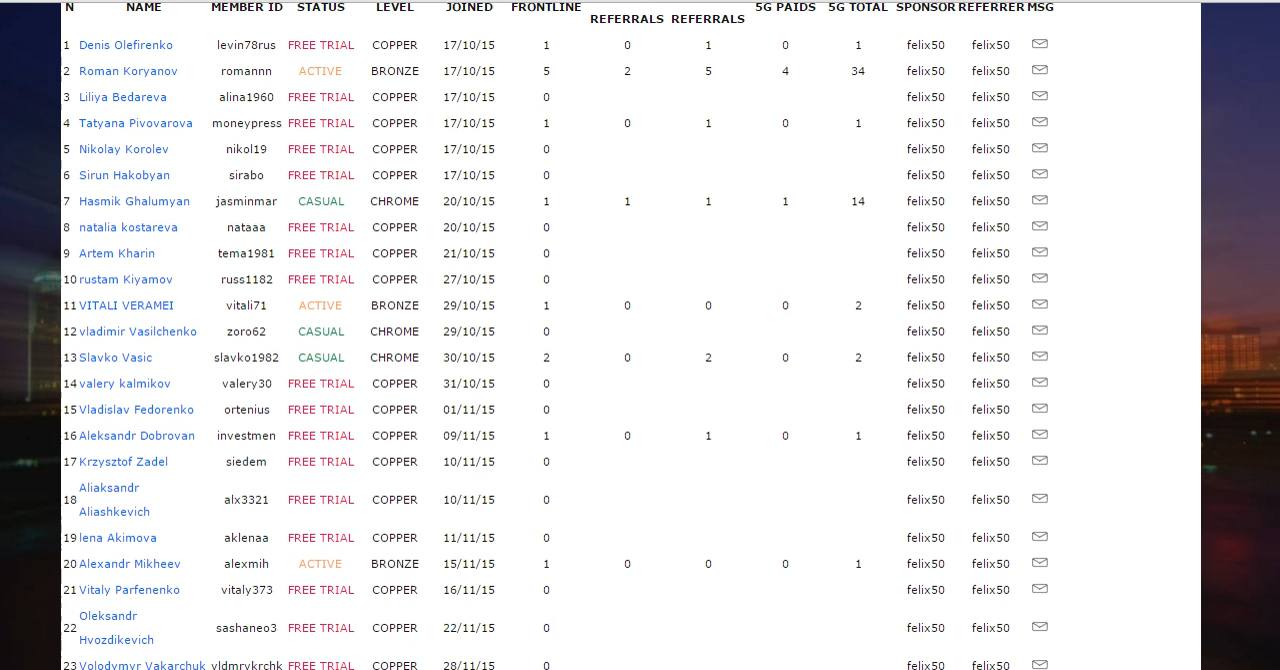 N NAME MEMBER ID STATUS LEVEL JOINED FRONTLINE 5G PAIDS 5G TOTAL SPONSOR REFERRER MSG
REFERRALS REFERRALS
1 Denis Olefirenko levin78rus FREE TRIAL COPPER 17/10/15 1 0 1 0 1 felix50 felix50
2 Roman Koryanov romannn ACTIVE BRONZE 17/10/15 5 2 5 4 34 felix50 felix50
3 Liliya Bedareva alina1960 FREE TRIAL COPPER 17/10/15 0 felix50 felix50
4 Tatyana Pivovarova moneypress FREE TRIAL COPPER 17/10/15 1 0 1 0 1 felix50 felix50
5 Nikolay Korolev nikol19 FREE TRIAL COPPER 17/10/15 0 felix50 felix50
6 Sirun Hakobyan sirabo FREE TRIAL COPPER 17/10/15 0 felix50 felix50
7 Hasmik Ghalumyan jasminmar CASUAL CHROME 20/10/15 1 1 1 1 14 felix50 felix50
8 natalia kostareva nataaa FREE TRIAL COPPER 20/10/15 0 felix50 felix50
9 Artem Kharin tema1981 FREE TRIAL COPPER 21/10/15 0 felix50 felix50
10 rustam Kiyamov russ1182 FREE TRIAL COPPER 27/10/15 0 felix50 felix50
11 VITALI VERAMEI vitali71 ACTIVE BRONZE 29/10/15 1 0 0 0 2 felix50 felix50
12 vladimir Vasilchenko zoro62 CASUAL CHROME 29/10/15 0 felix50 felix50
13 Slavko Vasic slavko1982 CASUAL CHROME 30/10/15 2 0 2 0 2 felix50 felix50
14 valery kalmikov valery30 FREE TRIAL COPPER 31/10/15 0 felix50 felix50
15 Vladislav Fedorenko ortenius FREE TRIAL COPPER 01/11/15 0 felix50 felix50
16 Aleksandr Dobrovan investmen FREE TRIAL COPPER 09/11/15 1 0 1 0 1 felix50 felix50
17 Krzysztof Zadel siedem FREE TRIAL COPPER 10/11/15 0 felix50 felix50
Aliaksandr
18 alx3321 FREE TRIAL COPPER 10/11/15 0 felix50 felix50
Aliashkevich
19 lena Akimova aklenaa FREE TRIAL COPPER 11/11/15 0 felix50 felix50
20 Alexandr Mikheev alexmih ACTIVE BRONZE 15/11/15 1 0 0 0 1 felix50 felix50
21 Vitaly Parfenenko vitaly373 FREE TRIAL COPPER 16/11/15 0 felix50 felix50
Oleksandr
22 sashaneo3 FREE TRIAL COPPER 22/11/15 0 felix50 felix50
Hvozdikevich
23 Volodymyr Vakarchuk vldmrvkrchk FREE TRIAL COPPER 28/11/15 0 felix50 felix50